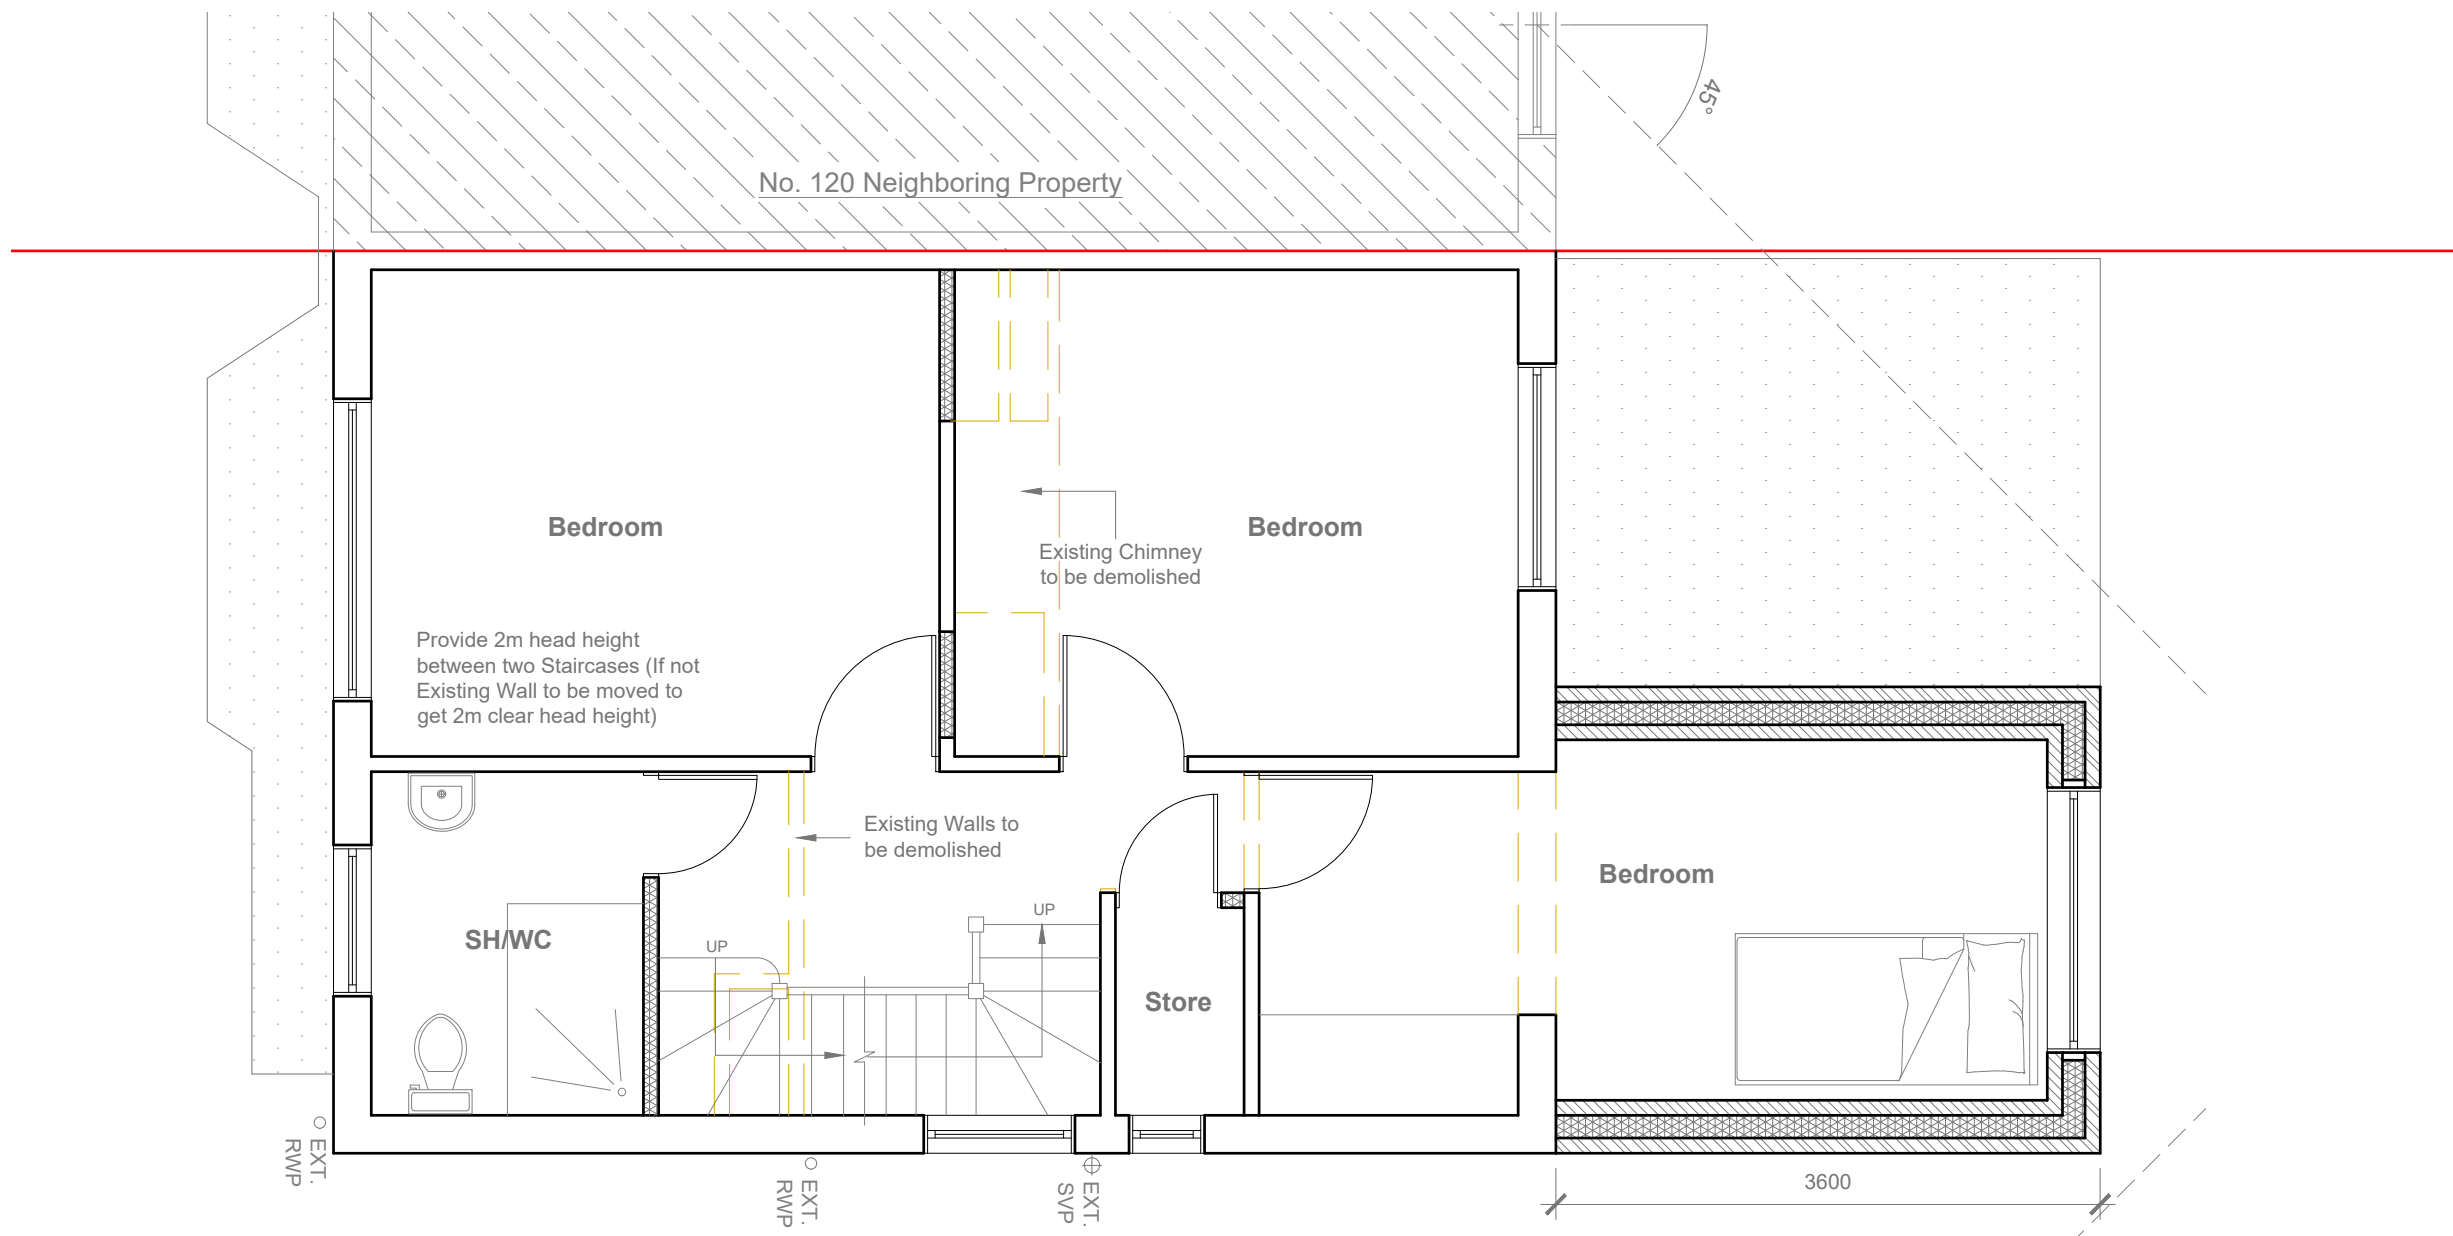 45°
No. 120 Neighboring Property
Bedroom
Bedroom
Existing Chimney
to be demolished
Provide 2m head height
between two Staircases (If not
Existing Wall to be moved to
get 2m clear head height)
Existing Walls to
be demolished
Bedroom
UP
UP
SH/WC
Store
EXT.
RWP
EXT.
RWP
EXT.
SVP
3600